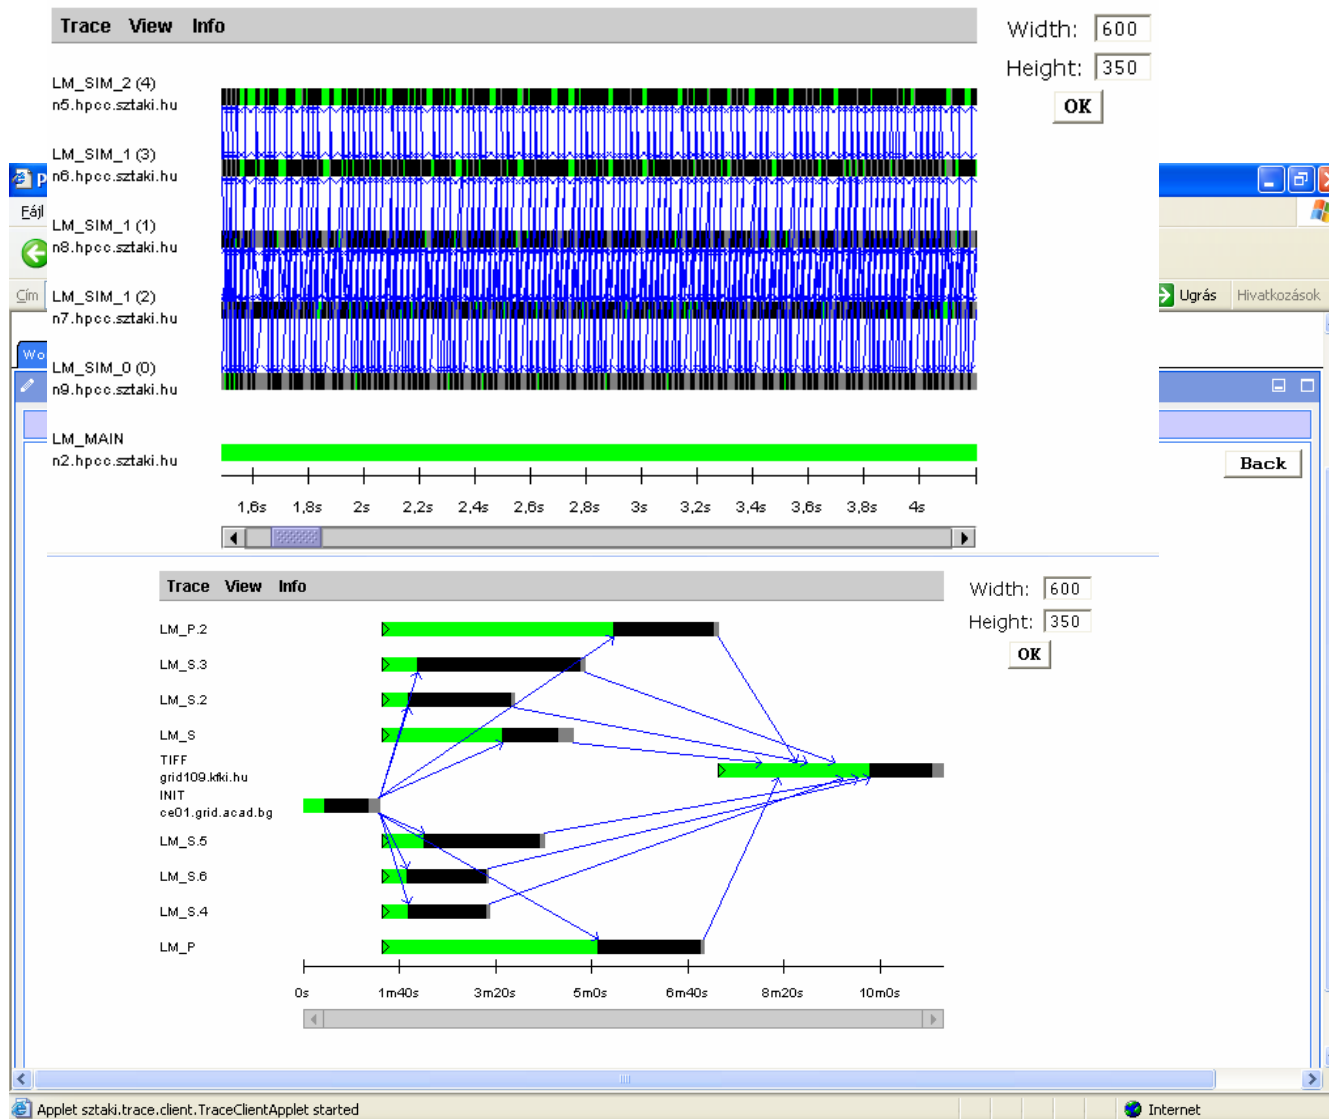 Trace View Info
Width: 600
Height: 350
OK
LM_SIM_2 (4)
n5.hpcc.sztaki.hu
LM_SIM_1 (3)
n6.hpcc.sztaki.hu
LM_SIM_1 (1)
n8.hpcc.sztaki.hu
LM_SIM_1 (2)
n7.hpcc.sztaki.hu
LM_SIM_0 (0)
n9.hpcc.sztaki.hu
LM_MAIN
n2.hpcc.sztaki.hu
1,6s 1,8s 2s 2,2s 2,4s 2,6s 2,8s 3s 3,2s 3,4s 3,6s 3,8s 4s
P
Fájl
Cím
Ugrás Hivatkozások
Wo
Back
Trace View Info
Width: 600
Height: 350
OK
LM_P.2
LM_S.3
LM_S.2
LM_S
TIFF
grid109.kfki.hu
INIT
ce01.grid.acad.bg
LM_S.5
LM_S.6
LM_S.4
LM_P
0s 1m40s 3m20s 5m0s 6m40s 8m20s 10m0s
Applet sztaki.trace.client.TraceClientApplet started
Internet